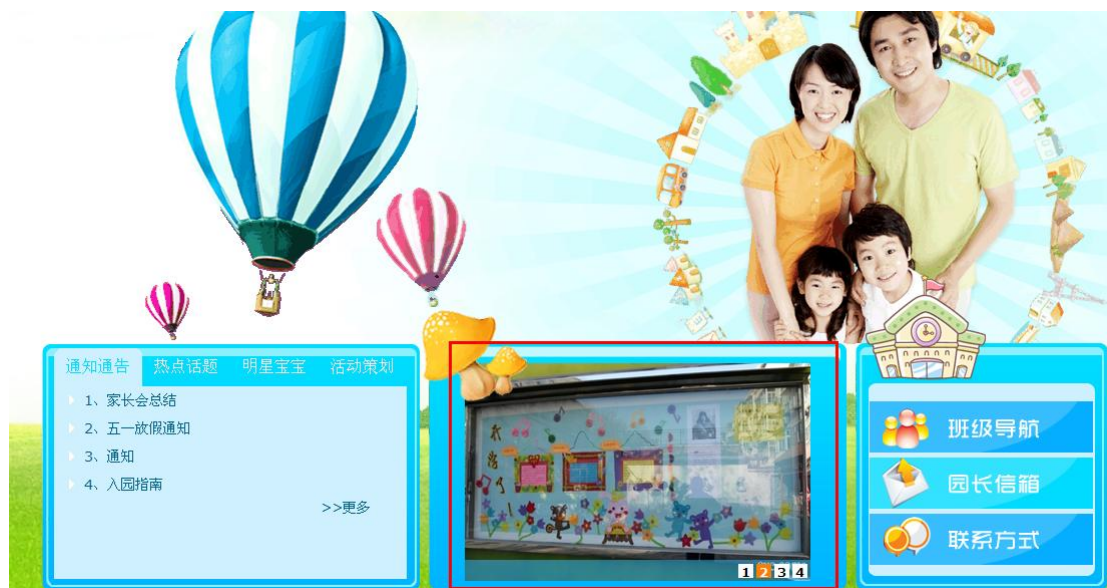 通知通告 热点话题 明星宝宝 活动策划
1、家长会总结
2、五一放假通知
3、通知
4、入园指南
>>更多
1 2 3 4
班级导航
园长信箱
联系方式